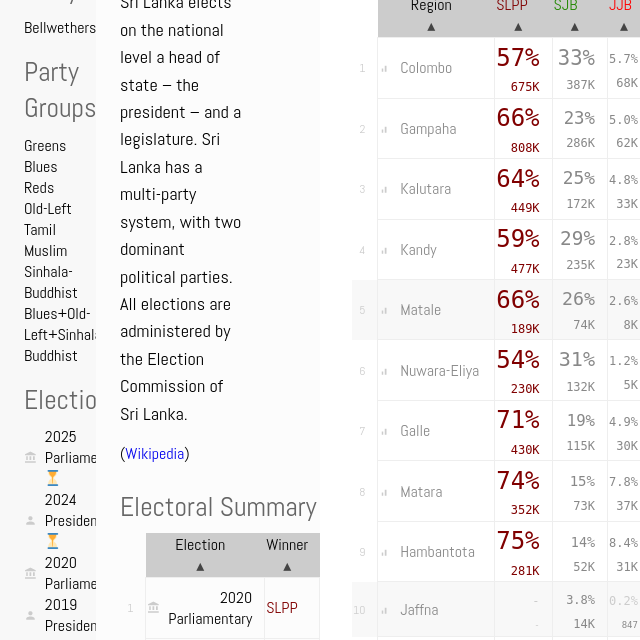 Bellwethers
Party
Groups
Greens
Blues
Reds
Old-Left
Tamil
Muslim
Sinhala-
Buddhist
Blues+Old-
Left+Sinhal
Buddhist
Electio
2025
Parliame
2024
Presiden
2020
Parliame
2019
Presiden
Sri Lanka elects
on the national
level a head of
state – the
president – and a
legislature. Sri
Lanka has a
multi-party
system, with two
dominant
political parties.
All elections are
administered by
the Election
Commission of
Sri Lanka.
(Wikipedia)
Electoral Summary
Election Winner
▲ ▲
1 2020 Parliamentary SLPP
Region SLPP SJB JJB
▲ ▲ ▲ ▲
1 Colombo 57% 33% 5.7%
675K 387K 68K
2 Gampaha 66% 23% 5.0%
808K 286K 62K
3 Kalutara 64% 25% 4.8%
449K 172K 33K
4 Kandy 59% 29% 2.8%
477K 235K 23K
5 Matale 66% 26% 2.6%
189K 74K 8K
6 Nuwara-Eliya 54% 31% 1.2%
230K 132K 5K
7 Galle 71% 19% 4.9%
430K 115K 30K
8 Matara 74% 15% 7.8%
352K 73K 37K
9 Hambantota 75% 14% 8.4%
281K 52K 31K
10 Jaffna - 3.8% 0.2%
- 14K 847